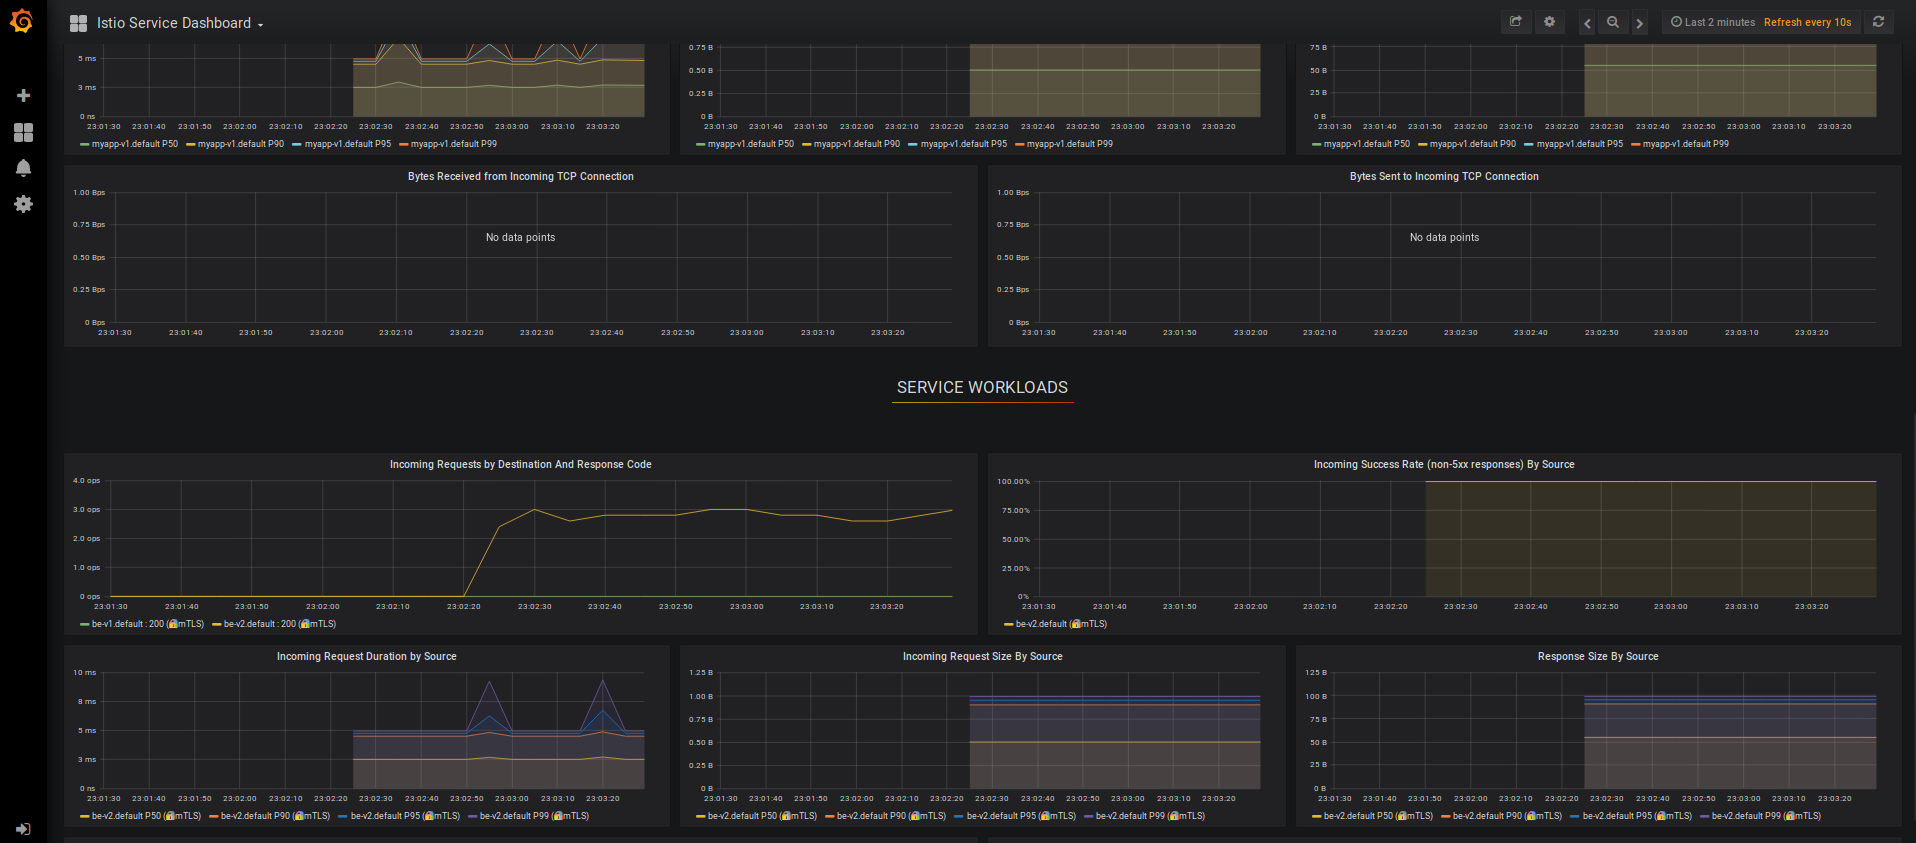 Istio Service Dashboard
Last 2 minutes Refresh every 10s
5 ms
3 ms
0 ns
23:01:30 23:01:40 23:01:50 23:02:00 23:02:10 23:02:20 23:02:30 23:02:40 23:02:50 23:03:00 23:03:10 23:03:20
myapp-v1.default P50 myapp-v1.default P90 myapp-v1.default P95 myapp-v1.default P99
0.75 B
0.50 B
0.25 B
0 B
23:01:30 23:01:40 23:01:50 23:02:00 23:02:10 23:02:20 23:02:30 23:02:40 23:02:50 23:03:00 23:03:10 23:03:20
myapp-v1.default P50 myapp-v1.default P90 myapp-v1.default P95 myapp-v1.default P99
75 B
50 B
25 B
0 B
23:01:30 23:01:40 23:01:50 23:02:00 23:02:10 23:02:20 23:02:30 23:02:40 23:02:50 23:03:00 23:03:10 23:03:20
myapp-v1.default P50 myapp-v1.default P90 myapp-v1.default P95 myapp-v1.default P99
Bytes Received from Incoming TCP Connection
1.00 Bps
0.75 Bps
No data points
0.50 Bps
0.25 Bps
0 Bps
23:01:30 23:01:40 23:01:50 23:02:00 23:02:10 23:02:20 23:02:30 23:02:40 23:02:50 23:03:00 23:03:10 23:03:20
Bytes Sent to Incoming TCP Connection
1.00 Bps
0.75 Bps
No data points
0.50 Bps
0.25 Bps
0 Bps
23:01:30 23:01:40 23:01:50 23:02:00 23:02:10 23:02:20 23:02:30 23:02:40 23:02:50 23:03:00 23:03:10 23:03:20
SERVICE WORKLOADS
Incoming Requests by Destination And Response Code
4.0 ops
3.0 ops
2.0 ops
1.0 ops
0 ops
23:01:30 23:01:40 23:01:50 23:02:00 23:02:10 23:02:20 23:02:30 23:02:40 23:02:50 23:03:00 23:03:10 23:03:20
be-v1.default : 200 (🔐mTLS) be-v2.default : 200 (🔐mTLS)
Incoming Success Rate (non-5xx responses) By Source
100.00%
75.00%
50.00%
25.00%
0%
23:01:30 23:01:40 23:01:50 23:02:00 23:02:10 23:02:20 23:02:30 23:02:40 23:02:50 23:03:00 23:03:10 23:03:20
be-v2.default (🔐mTLS)
Incoming Request Duration by Source
10 ms
8 ms
5 ms
3 ms
0 ns
23:01:30 23:01:40 23:01:50 23:02:00 23:02:10 23:02:20 23:02:30 23:02:40 23:02:50 23:03:00 23:03:10 23:03:20
be-v2.default P50 (🔐mTLS) be-v2.default P90 (🔐mTLS) be-v2.default P95 (🔐mTLS) be-v2.default P99 (🔐mTLS)
Incoming Request Size By Source
1.25 B
1.00 B
0.75 B
0.50 B
0.25 B
0 B
23:01:30 23:01:40 23:01:50 23:02:00 23:02:10 23:02:20 23:02:30 23:02:40 23:02:50 23:03:00 23:03:10 23:03:20
be-v2.default P50 (🔐mTLS) be-v2.default P90 (🔐mTLS) be-v2.default P95 (🔐mTLS) be-v2.default P99 (🔐mTLS)
Response Size By Source
125 B
100 B
75 B
50 B
25 B
0 B
23:01:30 23:01:40 23:01:50 23:02:00 23:02:10 23:02:20 23:02:30 23:02:40 23:02:50 23:03:00 23:03:10 23:03:20
be-v2.default P50 (🔐mTLS) be-v2.default P90 (🔐mTLS) be-v2.default P95 (🔐mTLS) be-v2.default P99 (🔐mTLS)